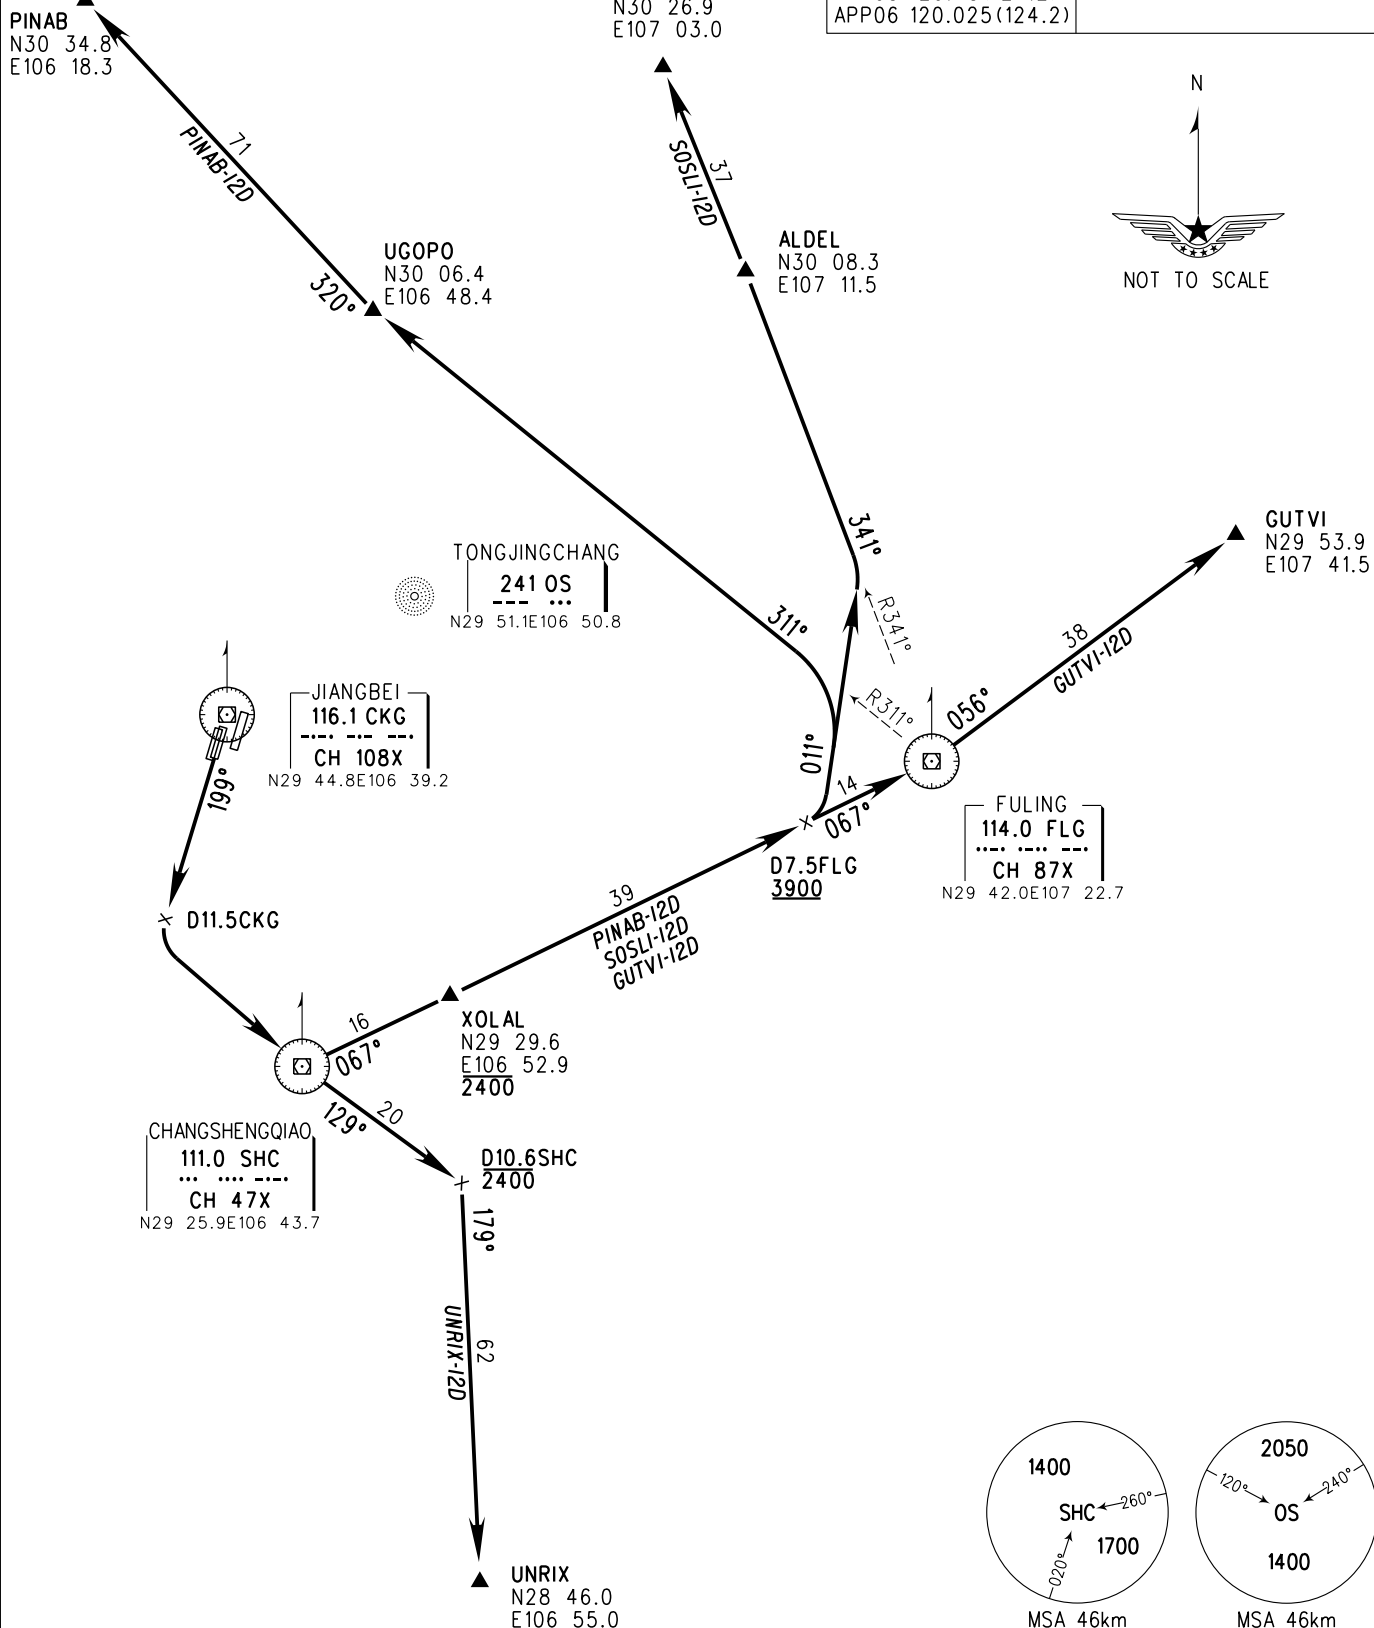 PINAB
N30 34.8
E106 18.3
N30 26.9
E107 03.0
APP06 120.025(124.2)
N
NOT TO SCALE
71
PINAB-12D
37
SOSLI-12D
UGOPO
N30 06.4
E106 48.4
320°
ALDEL
N30 08.3
E107 11.5
341°
GUTVI
N29 53.9
E107 41.5
TONGJINGCHANG
241 OS
N29 51.1E106 50.8
311°
R341°
R311°
38
GUTVI-12D
056°
JIANGBEI
116.1 CKG
CH 108X
N29 44.8E106 39.2
199°
011°
14
067°
FULING
114.0 FLG
CH 87X
N29 42.0E107 22.7
D7.5FLG
3900
D11.5CKG
39
PINAB-12D
SOSLI-12D
GUTVI-12D
16
067°
XOLAL
N29 29.6
E106 52.9
2400
20
129°
CHANGSHENGQIAO
111.0 SHC
CH 47X
N29 25.9E106 43.7
D10.6SHC
2400
179°
62
UNRIX-12D
UNRIX
N28 46.0
E106 55.0
1400
SHC
260°
1700
020°
MSA 46km
2050
120°
240°
OS
1400
MSA 46km